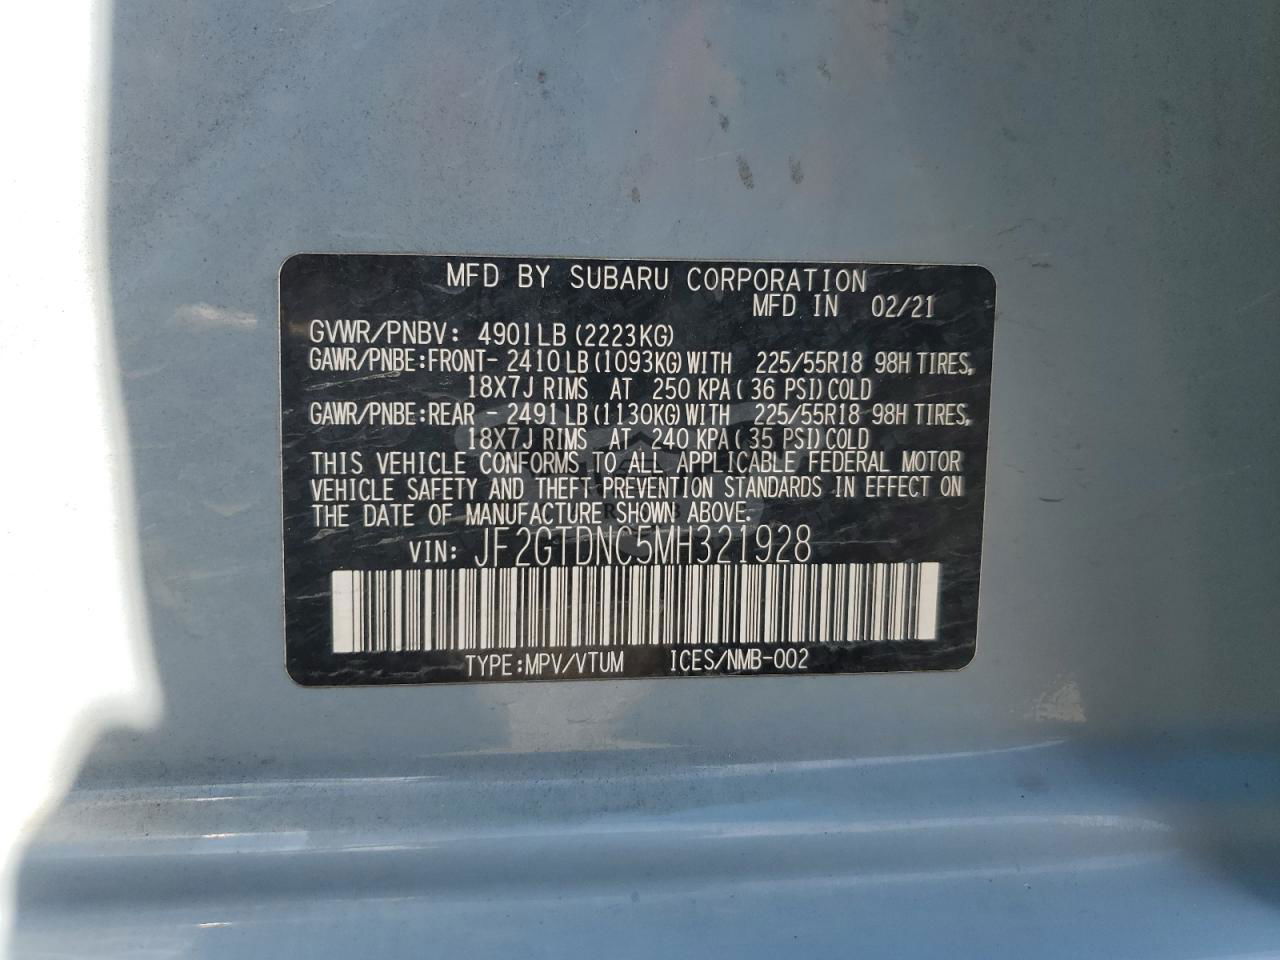 MFD BY SUBARU CORPORATION
MFD IN 02/21
GVWR/PNBV: 4901LB (2223KG)
GAWR/PNBE:FRONT- 2410LB (1093KG) WITH 225/55R18 98H TIRES,
18X7J RIMS AT 250 KPA (36 PSI) COLD
GAWR/PNBE:REAR - 2491LB (1130KG) WITH 225/55R18 98H TIRES,
18X7J RIMS AT 240 KPA (35 PSI) COLD
THIS VEHICLE CONFORMS TO ALL APPLICABLE FEDERAL MOTOR
VEHICLE SAFETY AND THEFT PREVENTION STANDARDS IN EFFECT ON
THE DATE OF MANUFACTURE SHOWN ABOVE.
VIN: JF2GTDNC5MH321928
TYPE:MPV/VTUM ICES/NMB-002